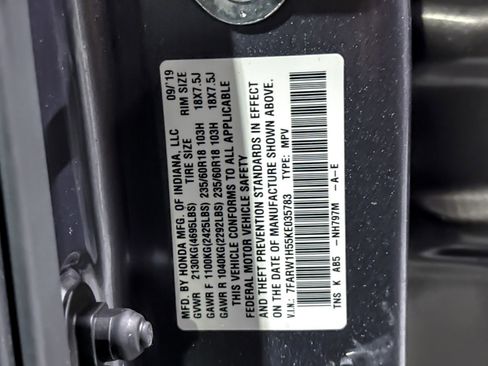 MFD. BY HONDA MFG. OF INDIANA, LLC 09/'19
GVWR 2130KG(4695LBS) TIRE SIZE RIM SIZE
GAWR F 1100KG(2425LBS) 235/60R18 103H 18X7.5J
GAWR R 1040KG(2292LBS) 235/60R18 103H 18X7.5J
THIS VEHICLE CONFORMS TO ALL APPLICABLE
FEDERAL MOTOR VEHICLE SAFETY
AND THEFT PREVENTION STANDARDS IN EFFECT
ON THE DATE OF MANUFACTURE SHOWN ABOVE.
V.I.N.: 7FARW1H55KE035783 TYPE: MPV
TNS K AB5 -NH797M -A-E